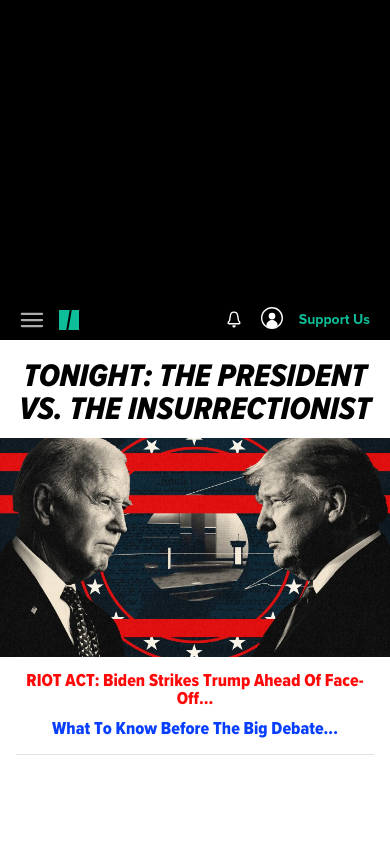 Support Us
TONIGHT: THE PRESIDENT
VS. THE INSURRECTIONIST
RIOT ACT: Biden Strikes Trump Ahead Of Face-
Off...
What To Know Before The Big Debate...